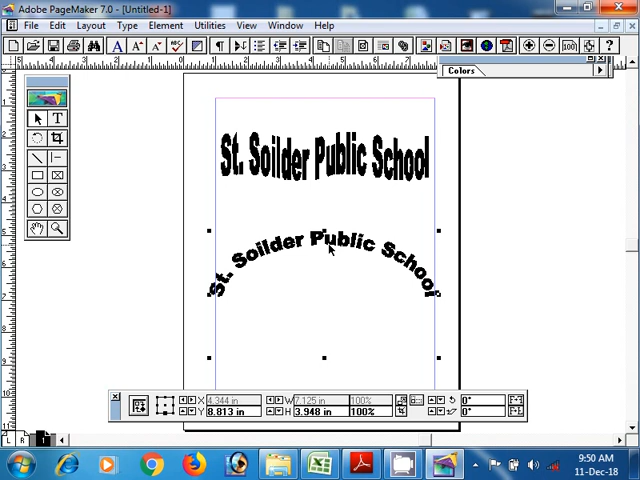 Adobe PageMaker 7.0 - [Untitled-1]
File Edit Layout Type Element Utilities View Window Help
Colors
St. Soilder Public School
St. Soilder Public School
X 4.344 in W 7.125 in 100% 0°
Y 8.813 in H 3.948 in 100% 0°
L R 1
9:50 AM
11-Dec-18